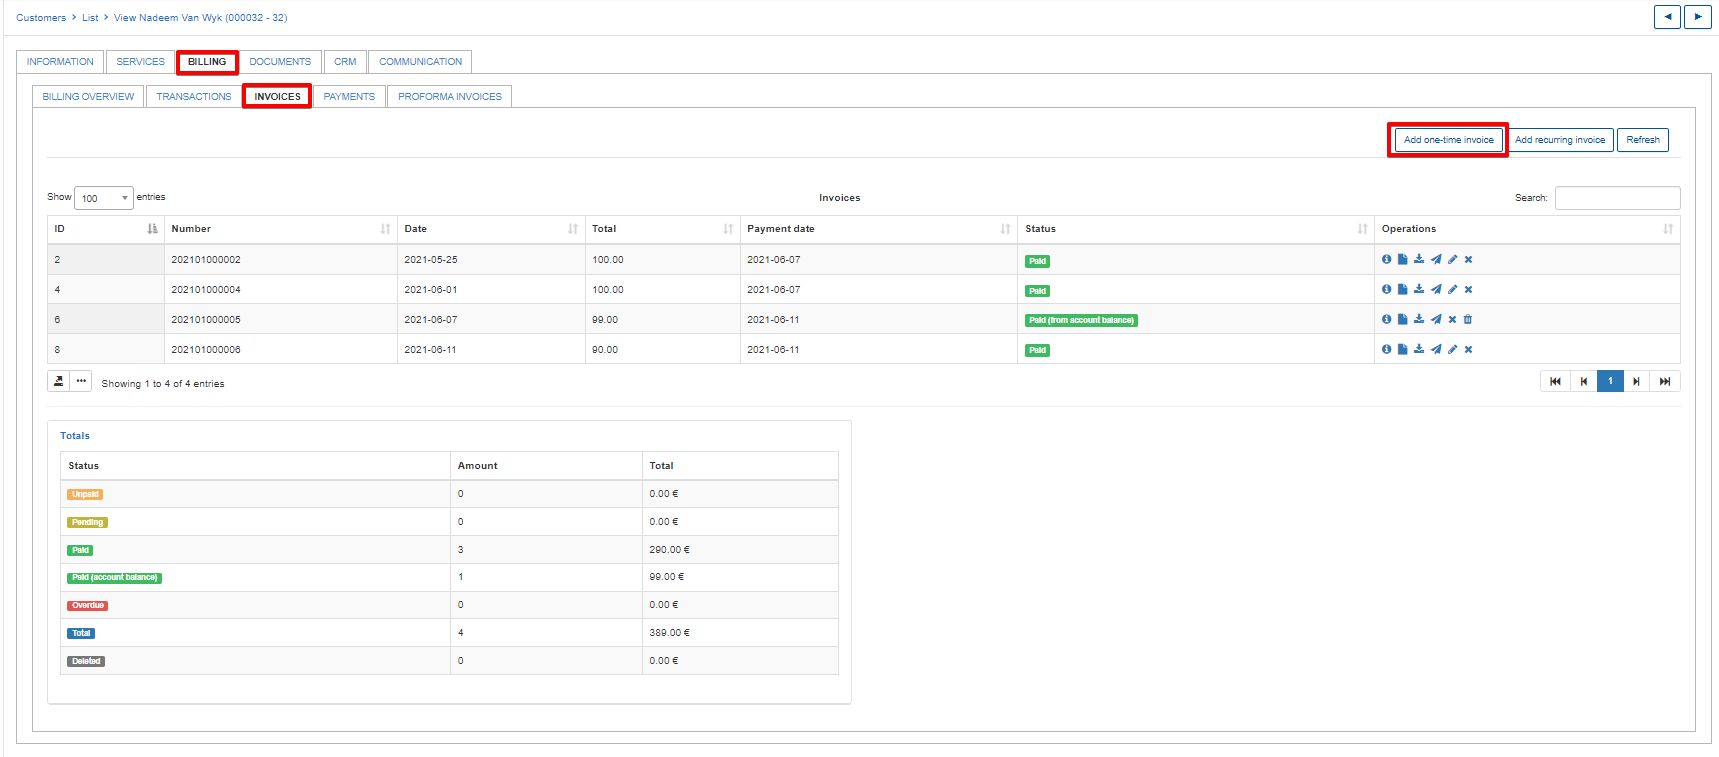 Customers > List > View Nadeem Van Wyk (000032 - 32)
INFORMATION SERVICES BILLING DOCUMENTS CRM COMMUNICATION
BILLING OVERVIEW TRANSACTIONS INVOICES PAYMENTS PROFORMA INVOICES
Add one-time invoice Add recurring invoice Refresh
Show 100 entries Invoices Search:
ID Number Date Total Payment date Status Operations
2 202101000002 2021-05-25 100.00 2021-06-07 Paid
4 202101000004 2021-06-01 100.00 2021-06-07 Paid
6 202101000005 2021-06-07 99.00 2021-06-11 Paid (from account balance)
8 202101000006 2021-06-11 90.00 2021-06-11 Paid
Showing 1 to 4 of 4 entries 1
Totals
Status Amount Total
Unpaid 0 0.00 €
Pending 0 0.00 €
Paid 3 290.00 €
Paid (account balance) 1 99.00 €
Overdue 0 0.00 €
Total 4 389.00 €
Deleted 0 0.00 €